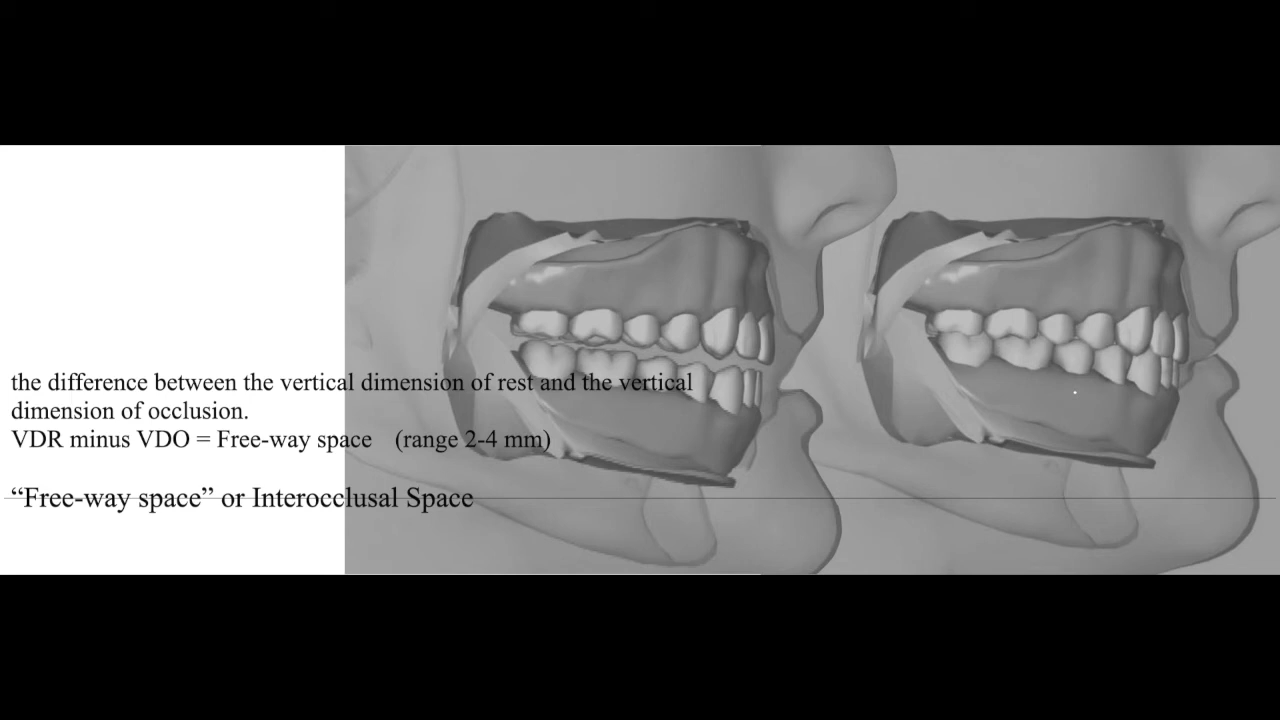 the difference between the vertical dimension of rest and the vertical
dimension of occlusion.
VDR minus VDO = Free-way space (range 2-4 mm)
“Free-way space” or Interocclusal Space